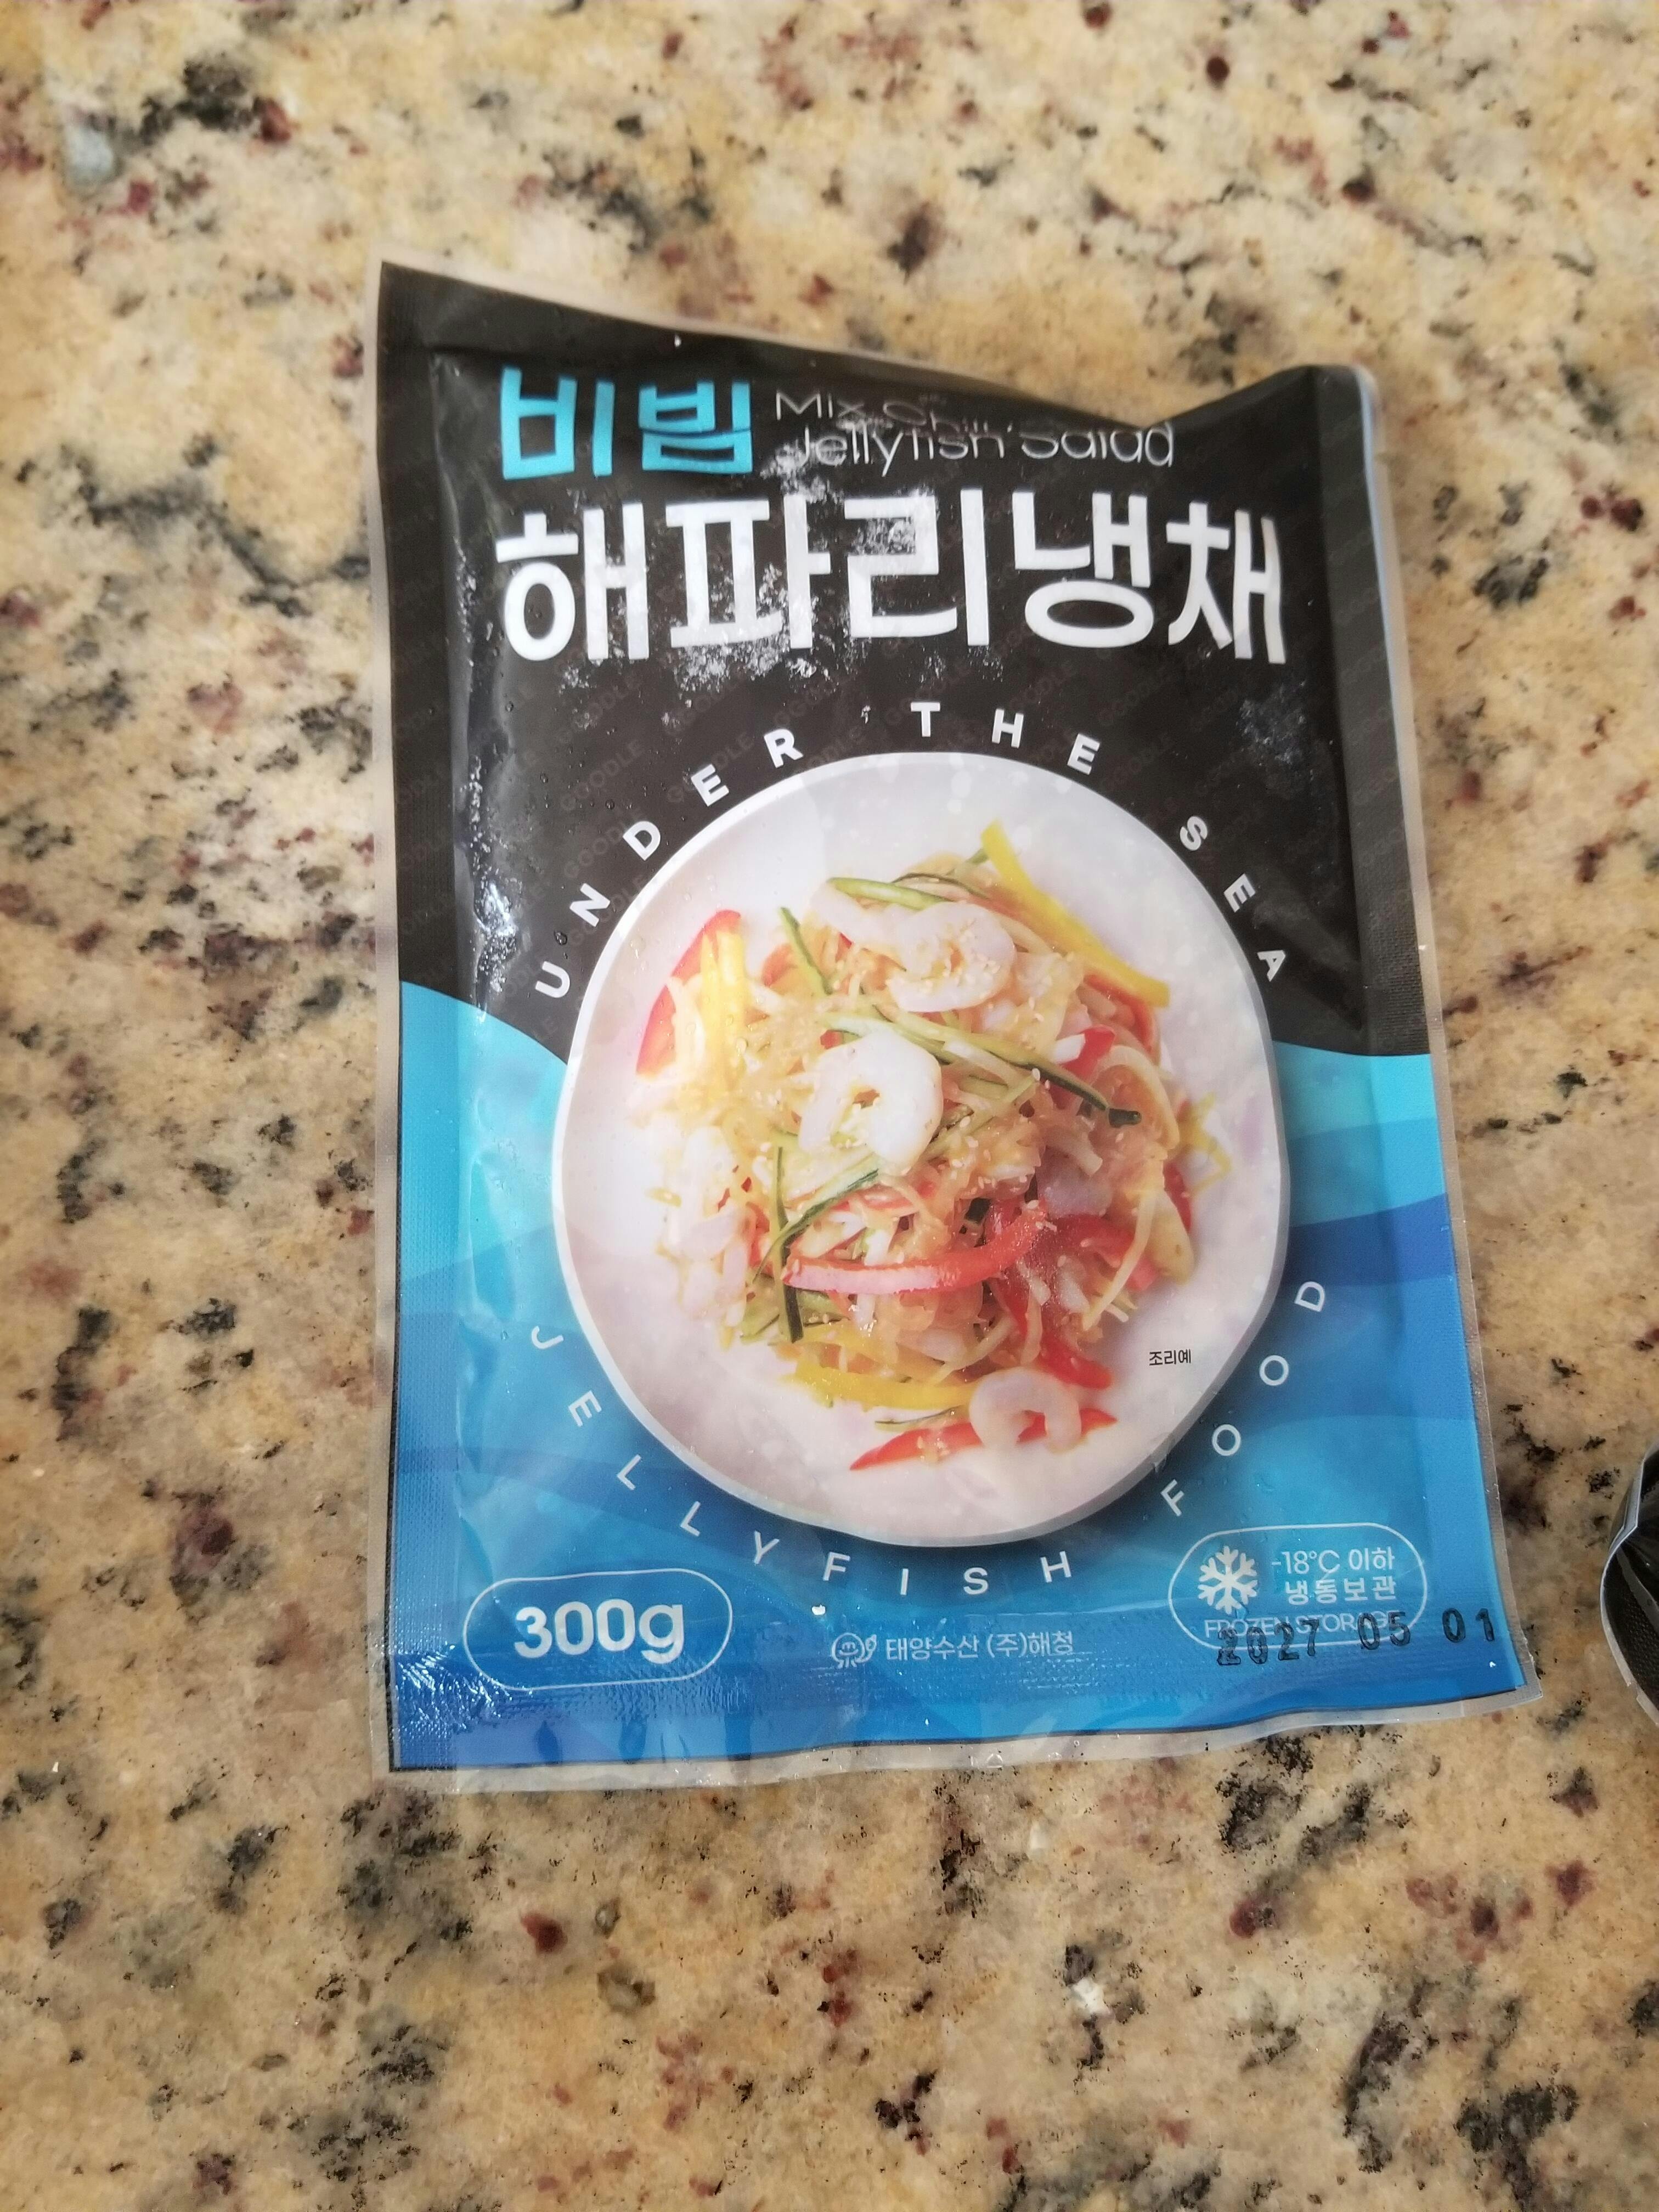 비빔
Mix Chili
Jellyfish Salad
해파리냉채
UNDER THE SEA
조리예
JELLYFISH FOOD
300g
태양수산 (주)해청
-18°C 이하
냉동보관
FROZEN STORAGE
2027 05 01